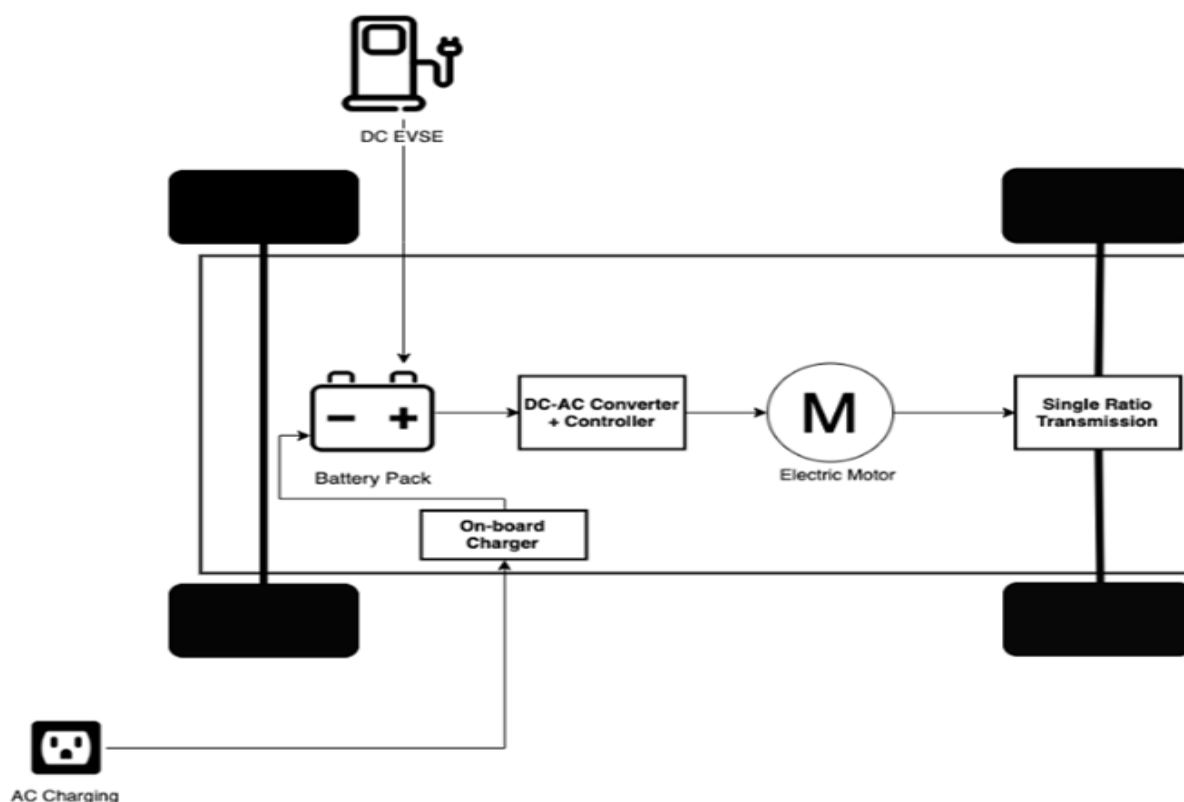 DC EVSE
DC-AC Converter
+ Controller
M
Single Ratio
Transmission
Battery Pack
Electric Motor
On-board
Charger
AC Charging